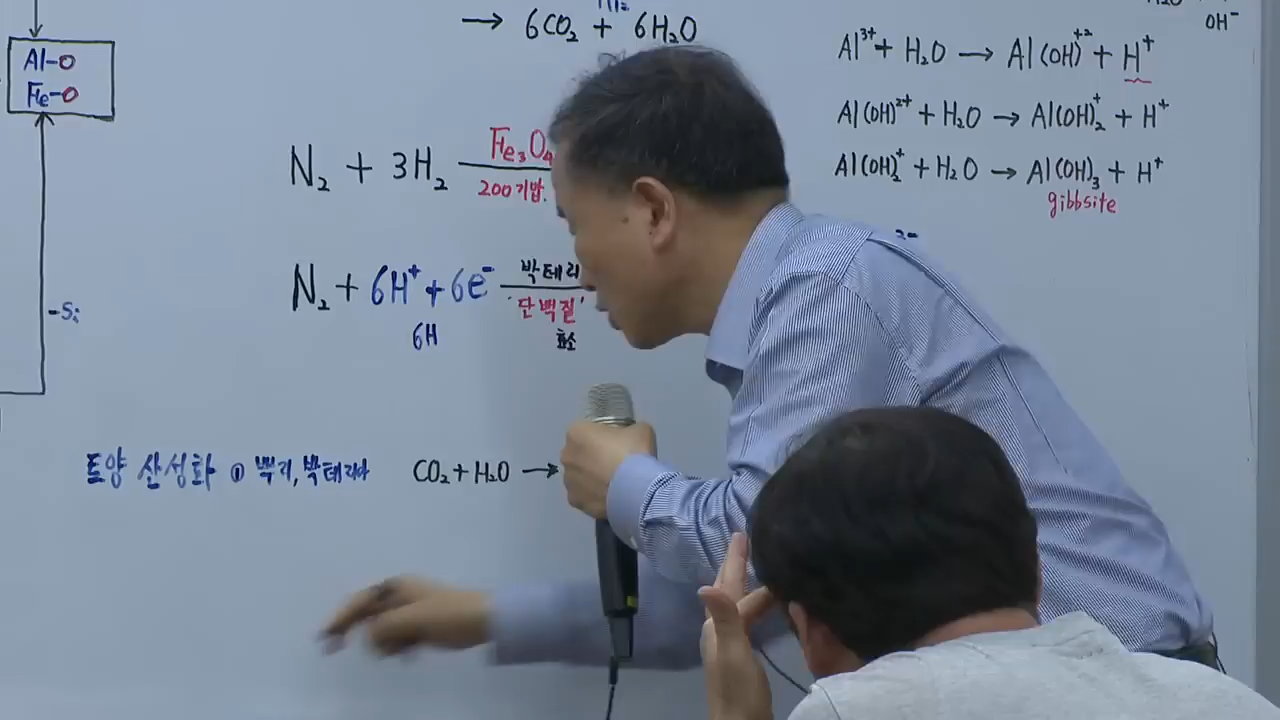 → 6CO₂ + 6H₂O
OH⁻
Al-O
Fe-O
Al³⁺ + H₂O → Al(OH)⁺² + H⁺
Al(OH)²⁺ + H₂O → Al(OH)₂⁺ + H⁺
Al(OH)₂⁺ + H₂O → Al(OH)₃ + H⁺
gibbsite
N₂ + 3H₂
Fe₃O₄
200기압.
N₂ + 6H⁺ + 6e⁻
박테리
'단백질'
효소
6H
-Si
2-
토양 산성화 ① 뿌리, 박테리아 CO₂ + H₂O →